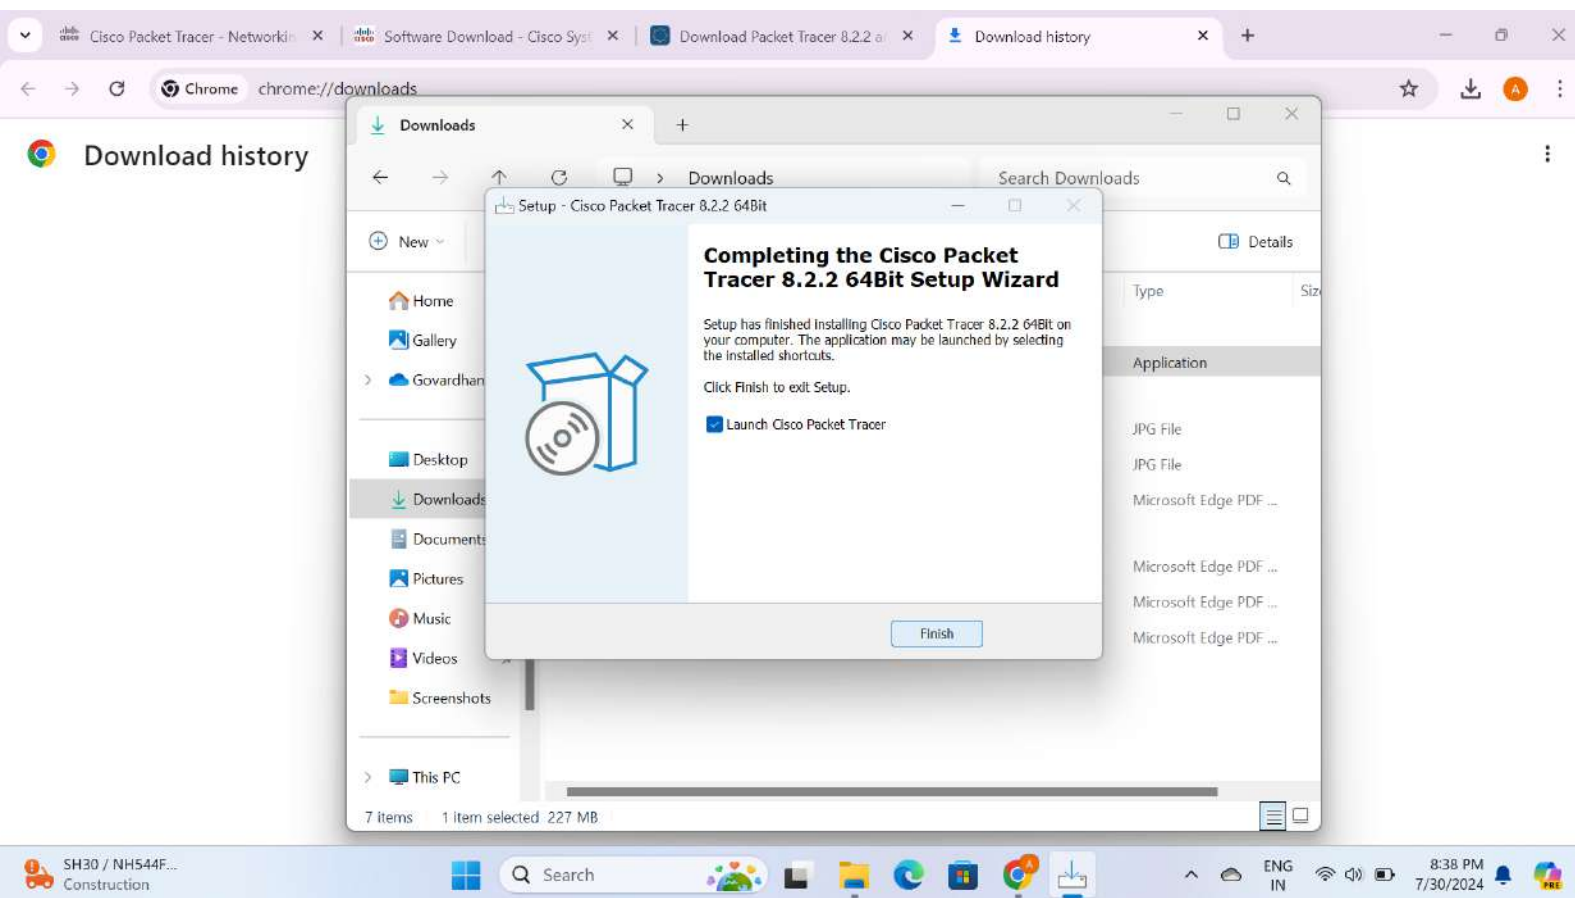 Cisco Packet Tracer - Networkin
Software Download - Cisco Syst
Download Packet Tracer 8.2.2 a
Download history
Chrome
chrome://downloads
Download history
Downloads
Downloads
Search Downloads
New
Details
Setup - Cisco Packet Tracer 8.2.2 64Bit
Completing the Cisco Packet
Tracer 8.2.2 64Bit Setup Wizard
Setup has finished installing Cisco Packet Tracer 8.2.2 64Bit on
your computer. The application may be launched by selecting
the installed shortcuts.
Click Finish to exit Setup.
Launch Cisco Packet Tracer
Finish
Home
Gallery
Govardhan
Desktop
Downloads
Documents
Pictures
Music
Videos
Screenshots
This PC
Type
Size
Application
JPG File
JPG File
Microsoft Edge PDF ...
Microsoft Edge PDF ...
Microsoft Edge PDF ...
Microsoft Edge PDF ...
7 items
1 item selected 227 MB
SH30 / NH544F...
Construction
Search
ENG
IN
8:38 PM
7/30/2024